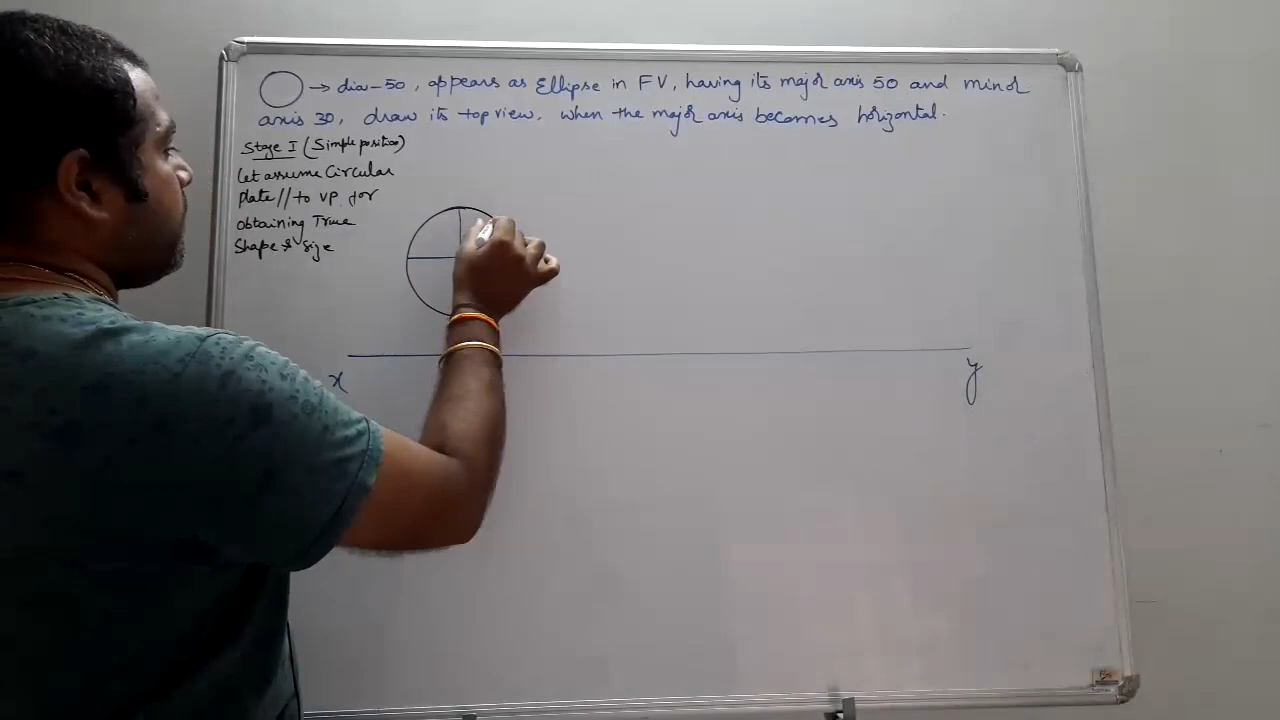 → dia-50, appears as Ellipse in FV, having its major axis 50 and minor
axis 30, draw its top view, when the major axis becomes horizontal.
Stage I (Simple position)
Let assume Circular
plate // to VP for
obtaining True
Shape & Size
x
y